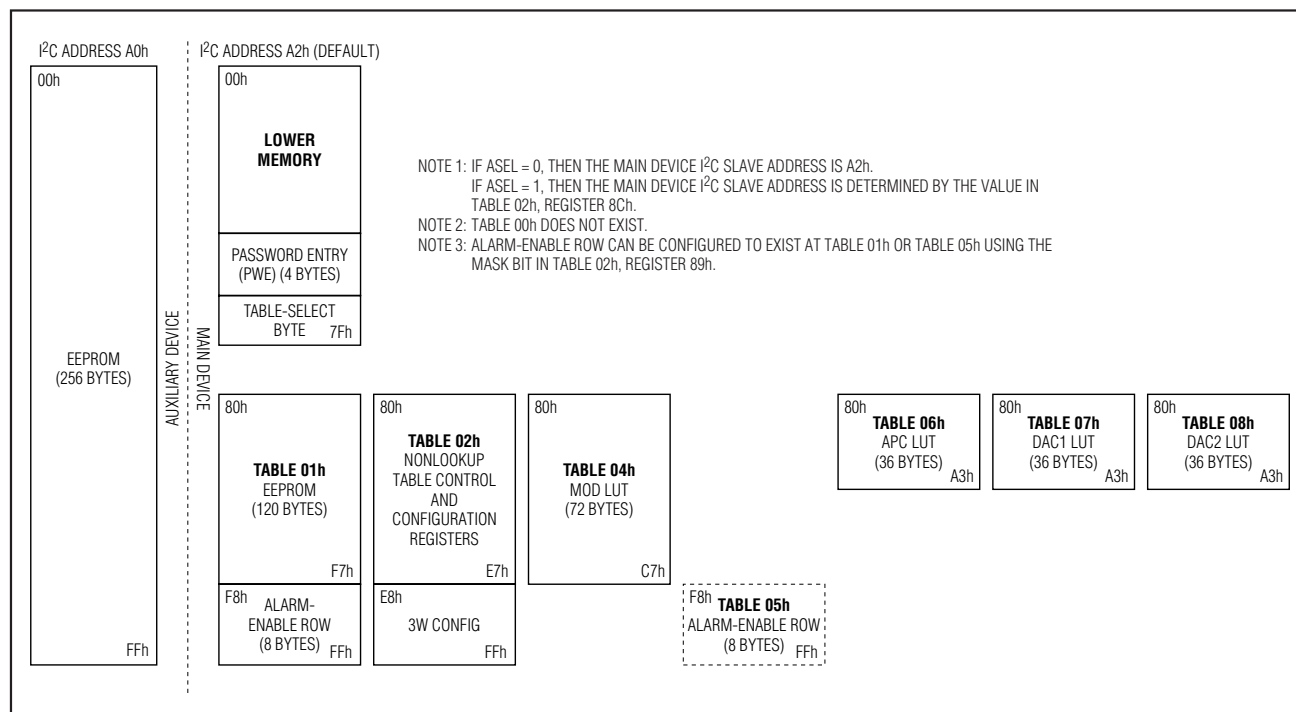 I²C ADDRESS A0h
00h
EEPROM
(256 BYTES)
FFh
AUXILIARY DEVICE
MAIN DEVICE
I²C ADDRESS A2h (DEFAULT)
00h
LOWER
MEMORY
PASSWORD ENTRY
(PWE) (4 BYTES)
TABLE-SELECT
BYTE
7Fh
NOTE 1: IF ASEL = 0, THEN THE MAIN DEVICE I²C SLAVE ADDRESS IS A2h.
IF ASEL = 1, THEN THE MAIN DEVICE I²C SLAVE ADDRESS IS DETERMINED BY THE VALUE IN
TABLE 02h, REGISTER 8Ch.
NOTE 2: TABLE 00h DOES NOT EXIST.
NOTE 3: ALARM-ENABLE ROW CAN BE CONFIGURED TO EXIST AT TABLE 01h OR TABLE 05h USING THE
MASK BIT IN TABLE 02h, REGISTER 89h.
80h
TABLE 01h
EEPROM
(120 BYTES)
F7h
F8h
ALARM-
ENABLE ROW
(8 BYTES)
FFh
80h
TABLE 02h
NONLOOKUP
TABLE CONTROL
AND
CONFIGURATION
REGISTERS
E7h
E8h
3W CONFIG
FFh
80h
TABLE 04h
MOD LUT
(72 BYTES)
C7h
F8h
TABLE 05h
ALARM-ENABLE ROW
(8 BYTES)
FFh
80h
TABLE 06h
APC LUT
(36 BYTES)
A3h
80h
TABLE 07h
DAC1 LUT
(36 BYTES)
A3h
80h
TABLE 08h
DAC2 LUT
(36 BYTES)
A3h